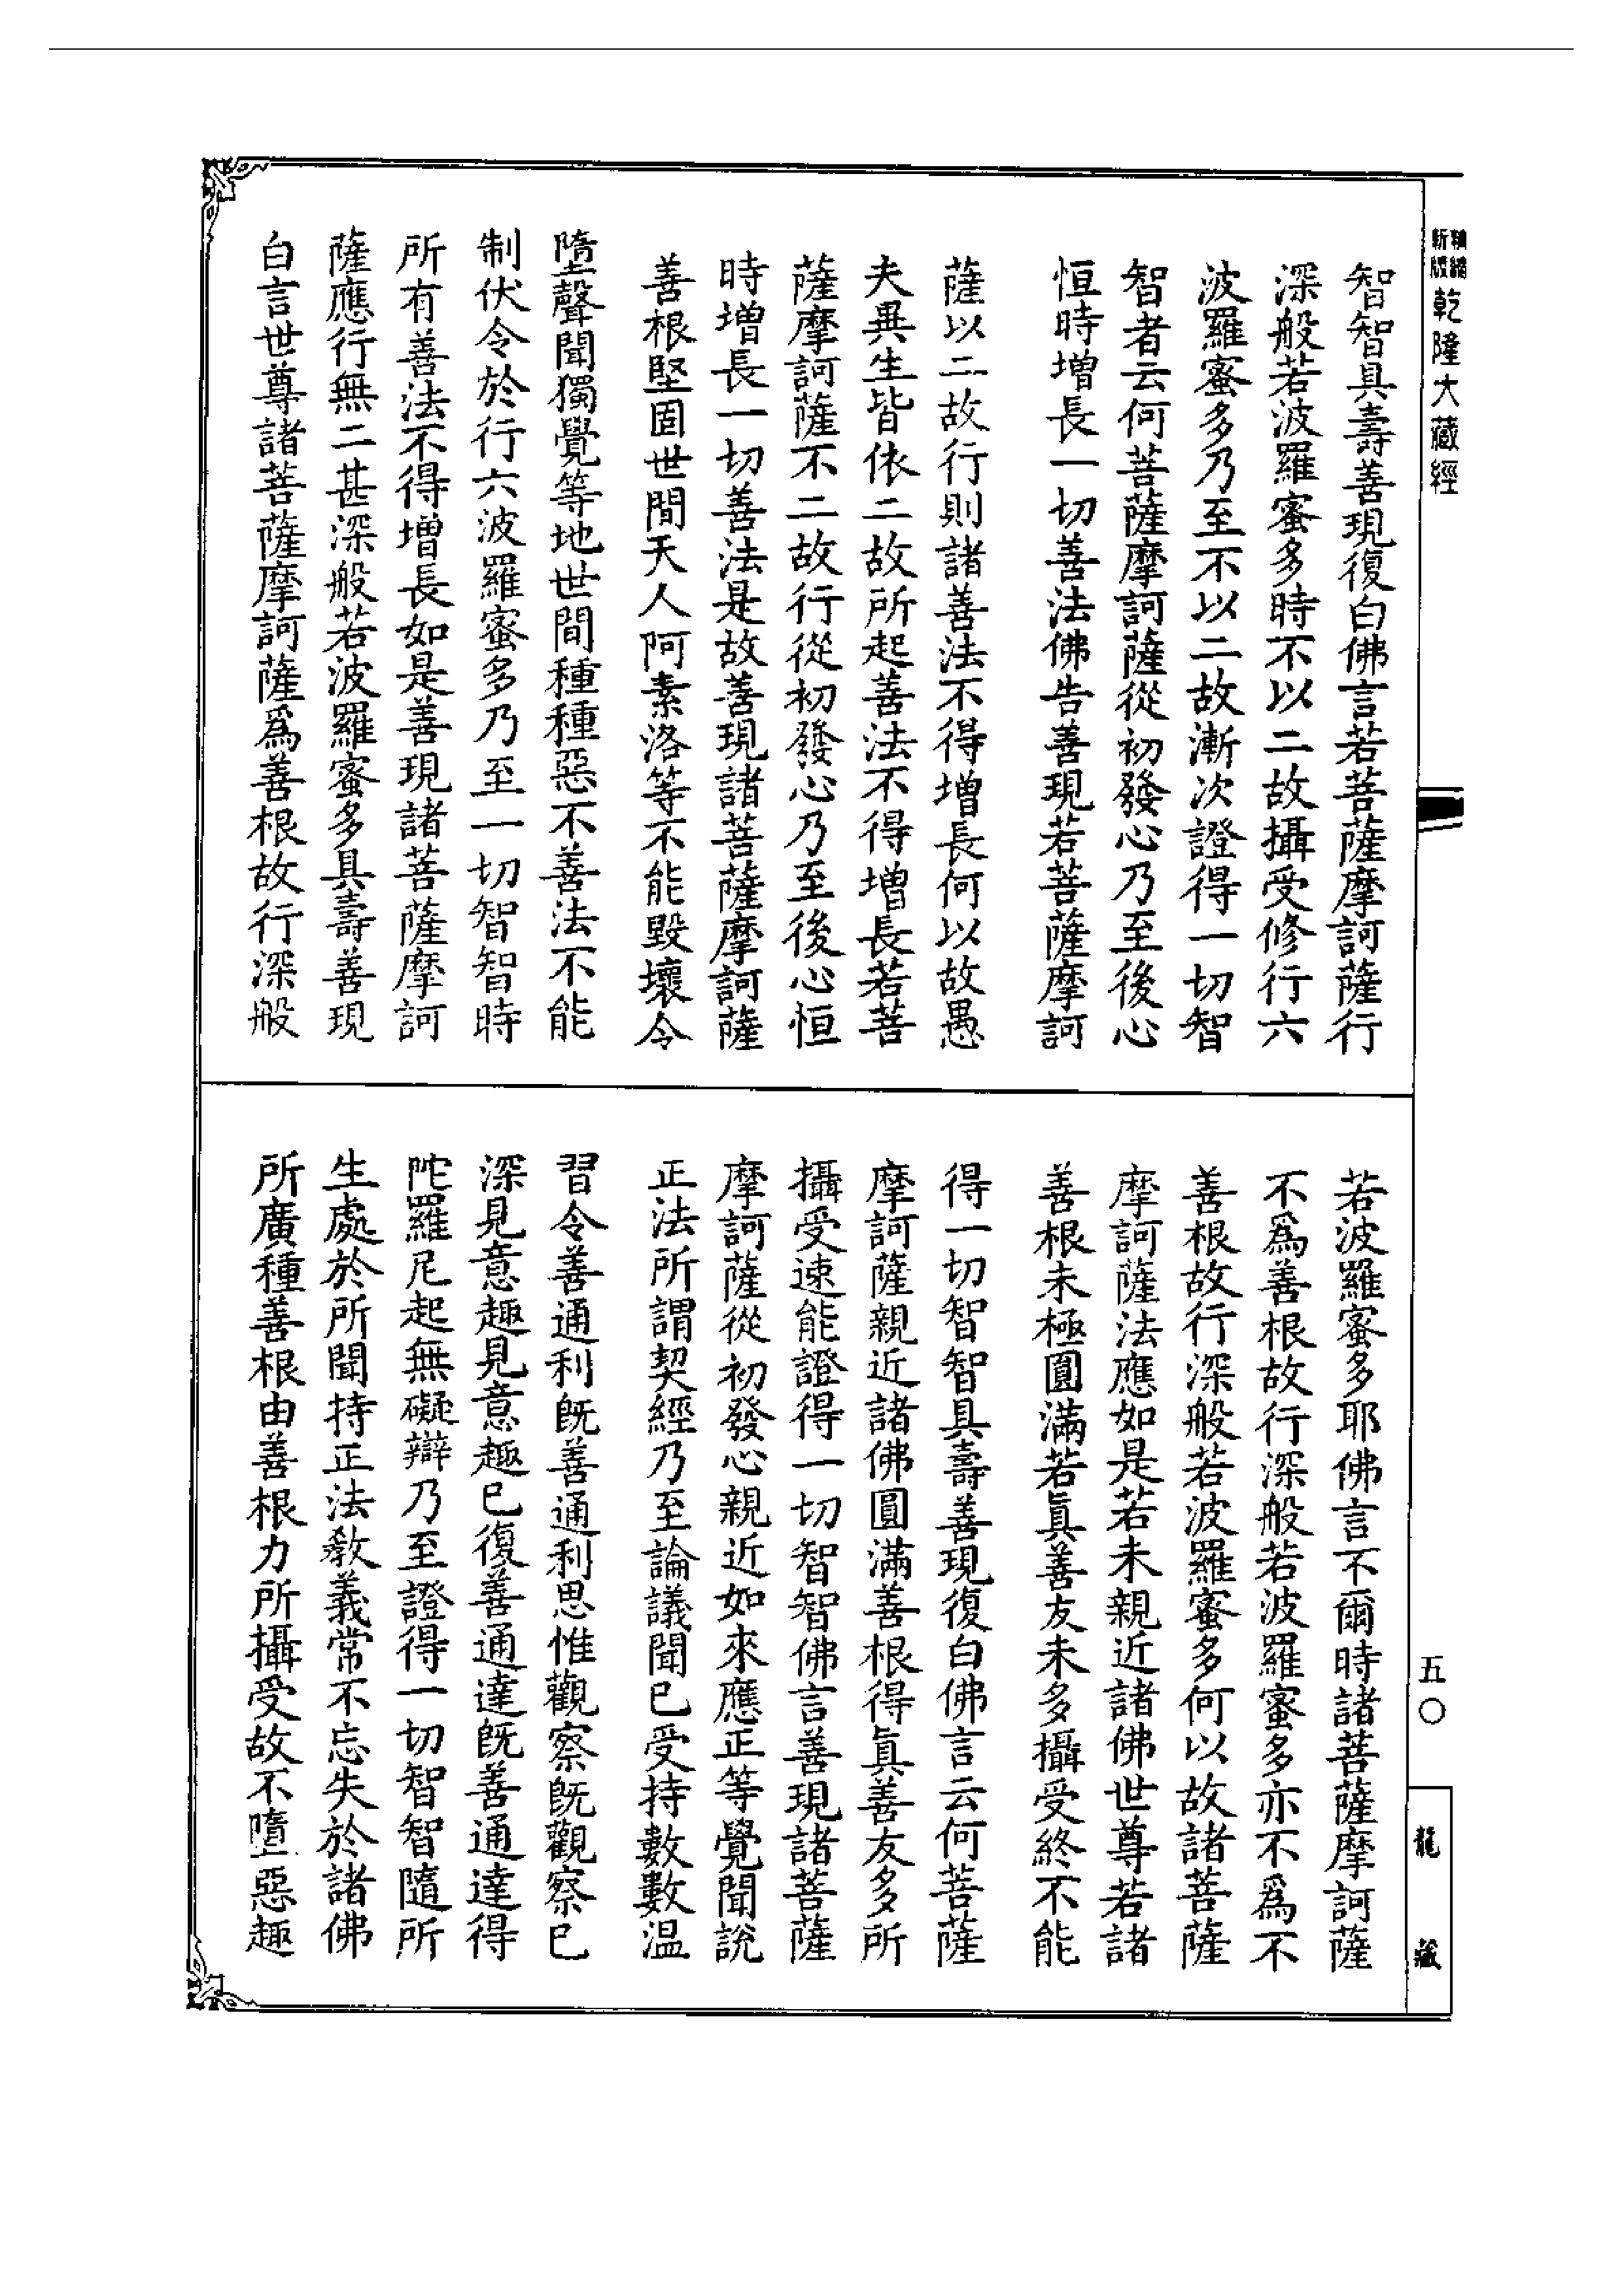 精縮新版乾隆大藏經
智智具壽善現復白佛言若菩薩摩訶薩行
深般若波羅蜜多時不以二故攝受修行六
波羅蜜多乃至不以二故漸次證得一切智
智者云何菩薩摩訶薩從初發心乃至後心
恒時增長一切善法佛告善現若菩薩摩訶
薩以二故行則諸善法不得增長何以故愚
夫異生皆依二故所起善法不得增長若菩
薩摩訶薩不二故行從初發心乃至後心恒
時增長一切善法是故善現諸菩薩摩訶薩
善根堅固世間天人阿素洛等不能毀壞令
墮聲聞獨覺等地世間種種惡不善法不能
制伏令於行六波羅蜜多乃至一切智智時
所有善法不得增長如是善現諸菩薩摩訶
薩應行無二甚深般若波羅蜜多具壽善現
白言世尊諸菩薩摩訶薩爲善根故行深般
若波羅蜜多耶佛言不爾時諸菩薩摩訶薩
不爲善根故行深般若波羅蜜多亦不爲不
善根故行深般若波羅蜜多何以故諸菩薩
摩訶薩法應如是若未親近諸佛世尊若諸
善根未極圓滿若眞善友未多攝受終不能
得一切智智具壽善現復白佛言云何菩薩
摩訶薩親近諸佛圓滿善根得眞善友多所
攝受速能證得一切智智佛言善現諸菩薩
摩訶薩從初發心親近如來應正等覺聞說
正法所謂契經乃至論議聞已受持數數温
習令善通利既善通利思惟觀察既觀察已
深見意趣見意趣已復善通達既善通達得
陀羅尼起無礙辯乃至證得一切智智隨所
生處於所聞持正法教義常不忘失於諸佛
所廣種善根由善根力所攝受故不墮惡趣
五〇
龍藏